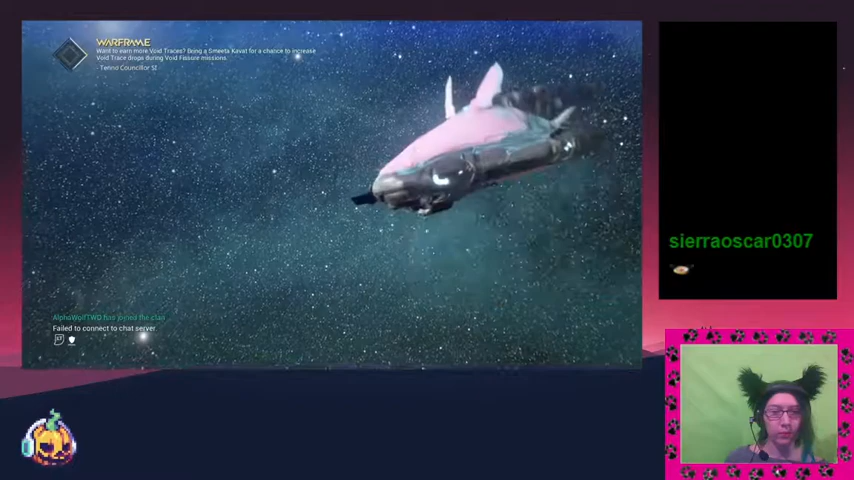 WARFRAME
Want to earn more Void Traces? Bring a Smeeta Kavat for a chance to increase
Void Trace drops during Void Fissure missions.
- Tenno Councillor SI
sierraoscar0307
AlphaWolfTWD has joined the clan.
Failed to connect to chat server.